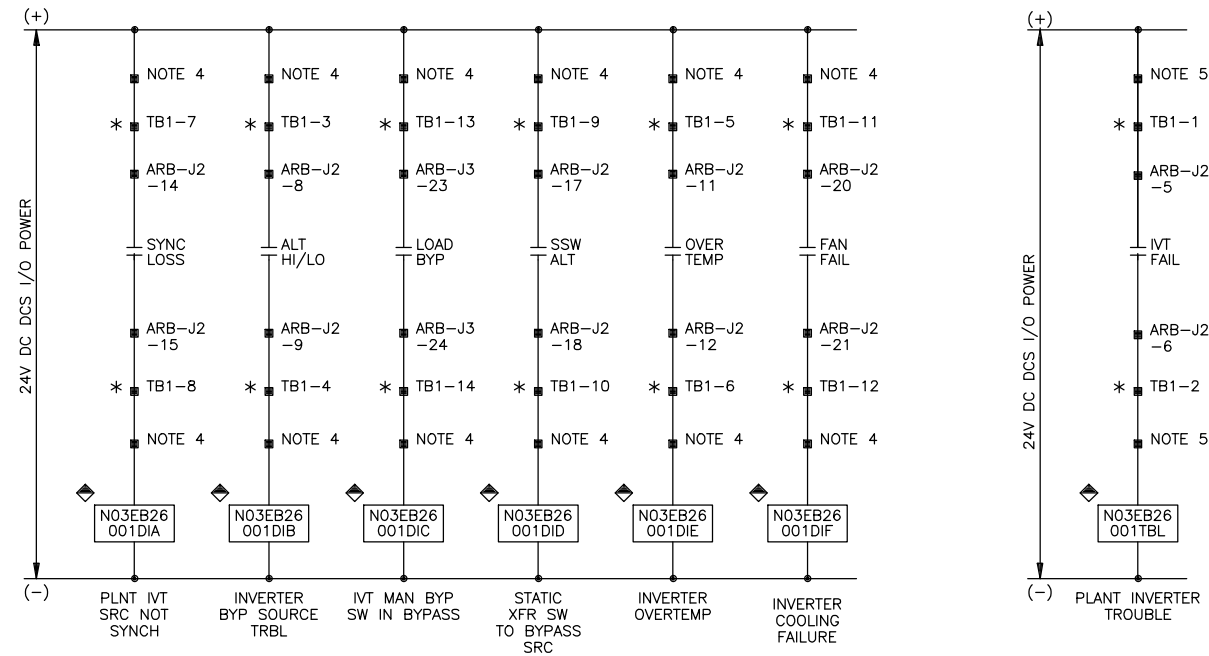 (+)
(+)
NOTE 4
NOTE 4
NOTE 4
NOTE 4
NOTE 4
NOTE 4
NOTE 5
* TB1-7
* TB1-3
* TB1-13
* TB1-9
* TB1-5
* TB1-11
* TB1-1
ARB-J2
-14
ARB-J2
-8
ARB-J3
-23
ARB-J2
-17
ARB-J2
-11
ARB-J2
-20
ARB-J2
-5
24V DC DCS I/O POWER
SYNC
LOSS
ALT
HI/LO
LOAD
BYP
SSW
ALT
OVER
TEMP
FAN
FAIL
24V DC DCS I/O POWER
IVT
FAIL
ARB-J2
-15
ARB-J2
-9
ARB-J3
-24
ARB-J2
-18
ARB-J2
-12
ARB-J2
-21
ARB-J2
-6
* TB1-8
* TB1-4
* TB1-14
* TB1-10
* TB1-6
* TB1-12
* TB1-2
NOTE 4
NOTE 4
NOTE 4
NOTE 4
NOTE 4
NOTE 4
NOTE 5
N03EB26
001DIA
N03EB26
001DIB
N03EB26
001DIC
N03EB26
001DID
N03EB26
001DIE
N03EB26
001DIF
N03EB26
001TBL
(-)
(-)
PLNT IVT
SRC NOT
SYNCH
INVERTER
BYP SOURCE
TRBL
IVT MAN BYP
SW IN BYPASS
STATIC
XFR SW
TO BYPASS
SRC
INVERTER
OVERTEMP
INVERTER
COOLING
FAILURE
PLANT INVERTER
TROUBLE